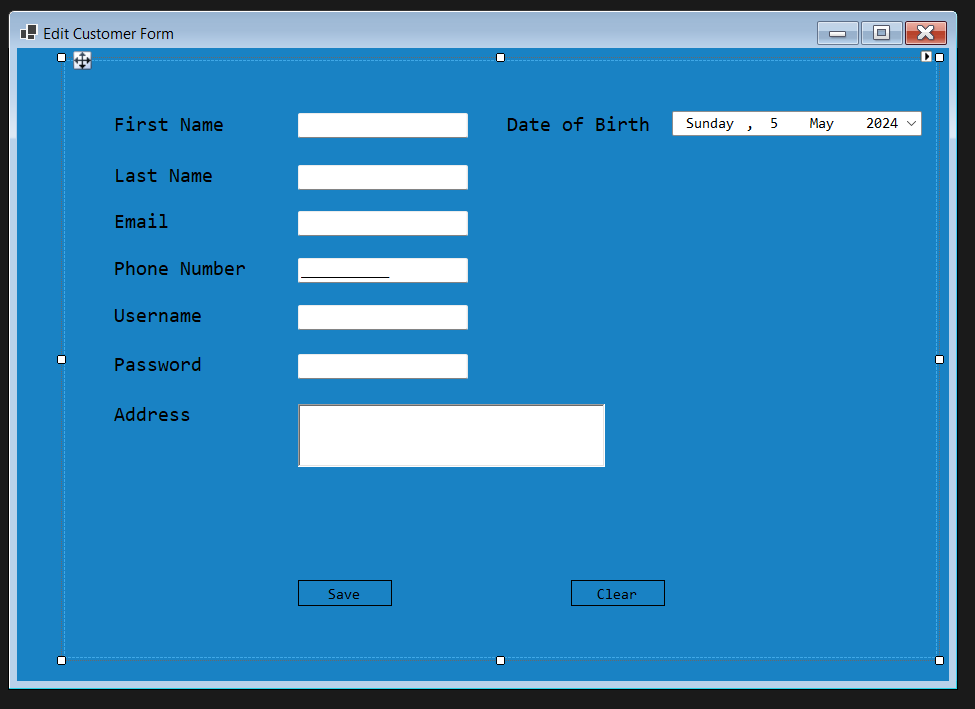 Edit Customer Form
First Name
Date of Birth Sunday , 5 May 2024
Last Name
Email
Phone Number __________
Username
Password
Address
Save Clear